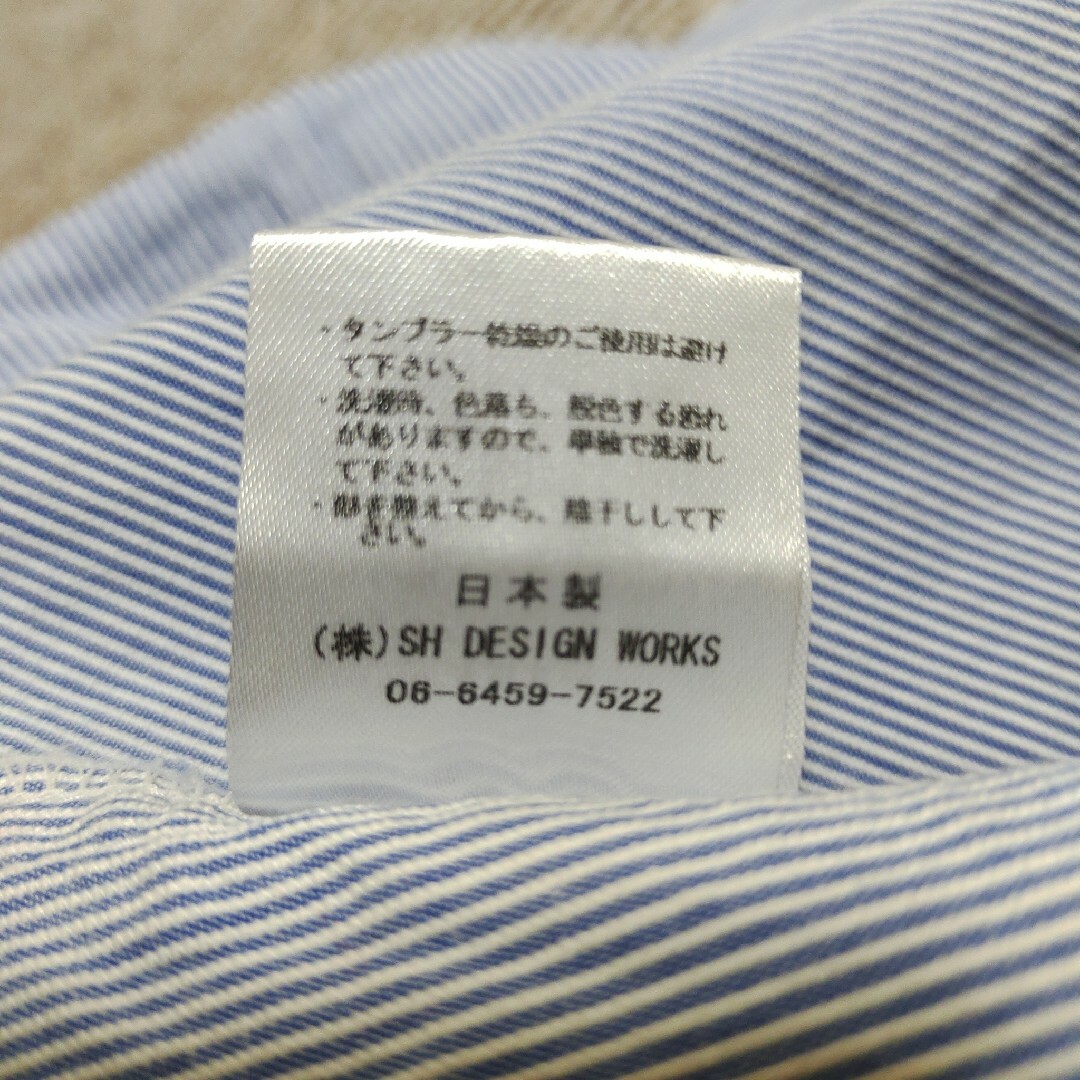 ・タンブラー乾燥のご使用は避け
て下さい。
・洗濯時、色落ち、脱色する恐れ
がありますので、単独で洗濯し
て下さい。
・形を整えてから、陰干しして下
さい。
日本製
(株)SH DESIGN WORKS
06-6459-7522